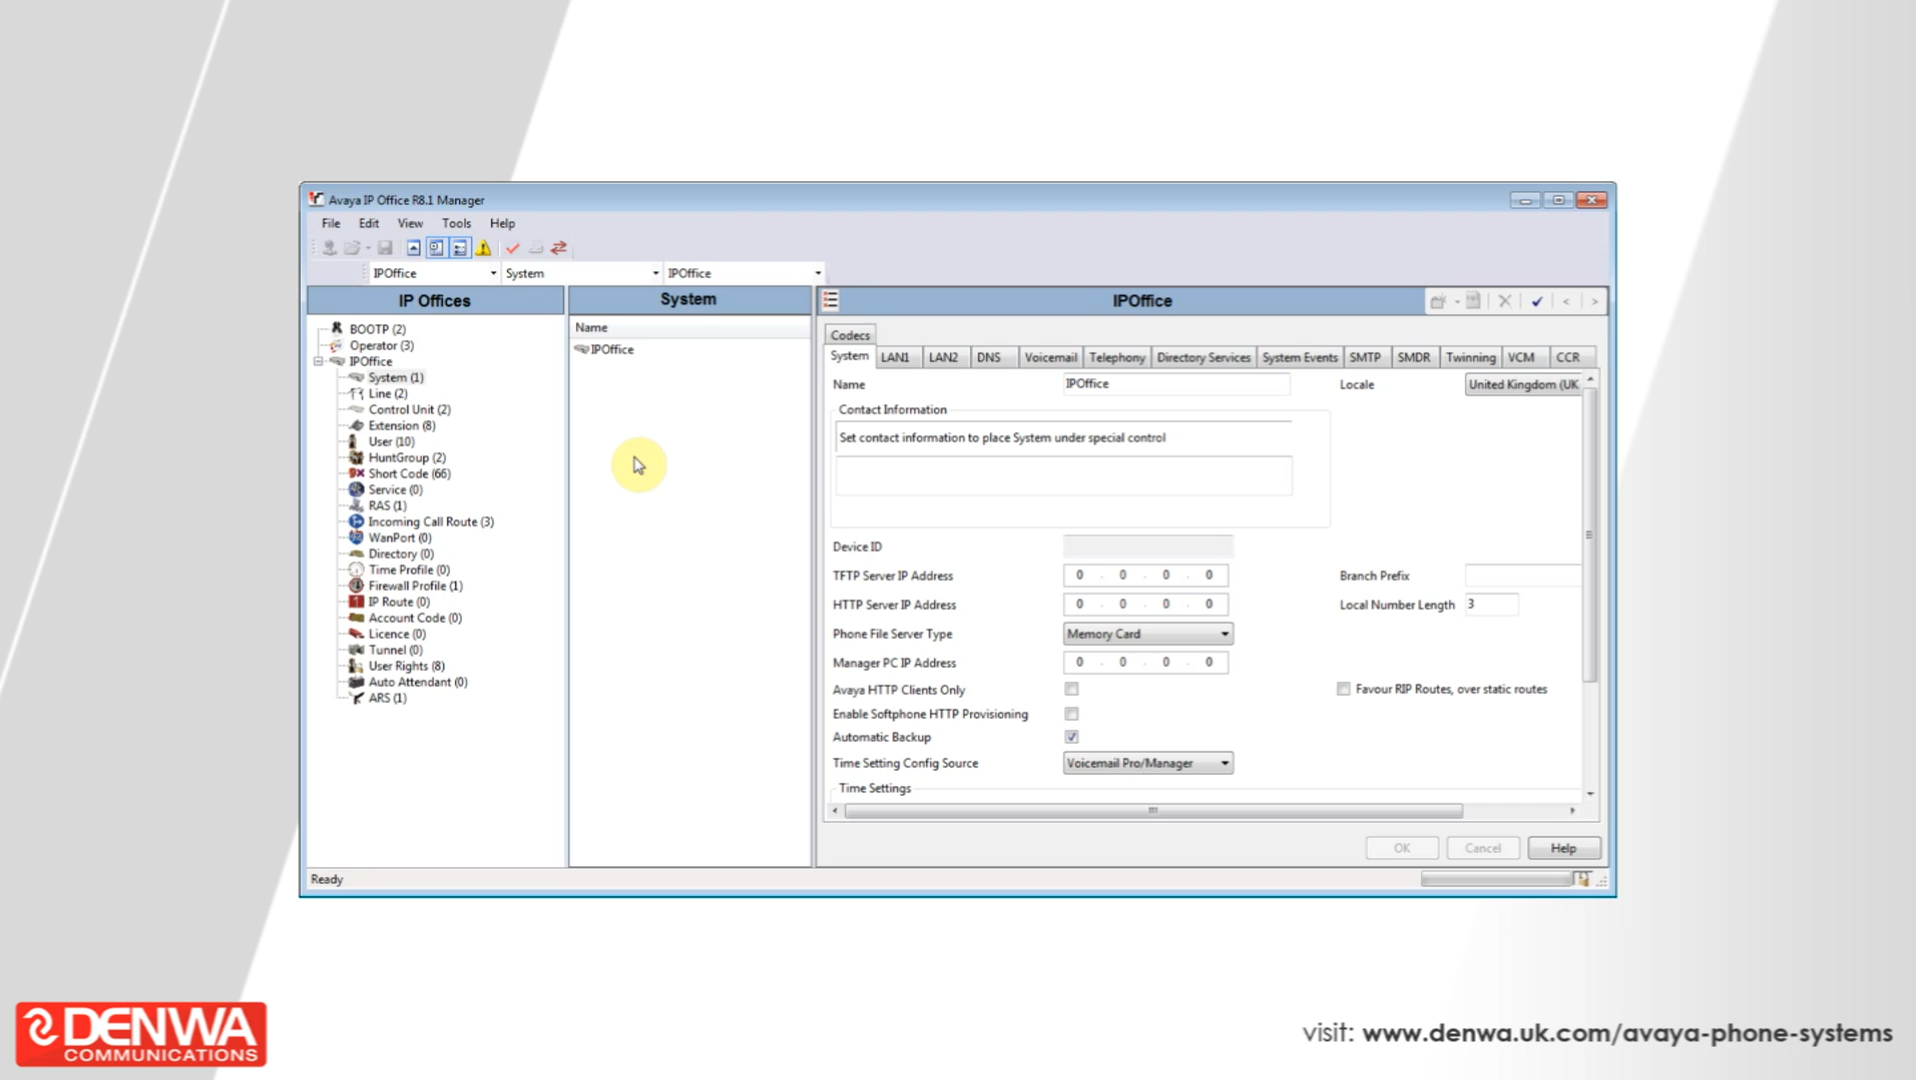 Avaya IP Office R8.1 Manager
File Edit View Tools Help
IPOffice System IPOffice
IP Offices
BOOTP (2)
Operator (3)
IPOffice
System (1)
Line (2)
Control Unit (2)
Extension (8)
User (10)
HuntGroup (2)
Short Code (66)
Service (0)
RAS (1)
Incoming Call Route (3)
WanPort (0)
Directory (0)
Time Profile (0)
Firewall Profile (1)
IP Route (0)
Account Code (0)
Licence (0)
Tunnel (0)
User Rights (8)
Auto Attendant (0)
ARS (1)
System
Name
IPOffice
IPOffice
Codecs
System LAN1 LAN2 DNS Voicemail Telephony Directory Services System Events SMTP SMDR Twinning VCM CCR
Name IPOffice Locale United Kingdom (UK
Contact Information
Set contact information to place System under special control
Device ID
TFTP Server IP Address 0 . 0 . 0 . 0 Branch Prefix
HTTP Server IP Address 0 . 0 . 0 . 0 Local Number Length 3
Phone File Server Type Memory Card
Manager PC IP Address 0 . 0 . 0 . 0
Avaya HTTP Clients Only Favour RIP Routes, over static routes
Enable Softphone HTTP Provisioning
Automatic Backup
Time Setting Config Source Voicemail Pro/Manager
Time Settings
OK Cancel Help
Ready
DENWA
COMMUNICATIONS
visit: www.denwa.uk.com/avaya-phone-systems